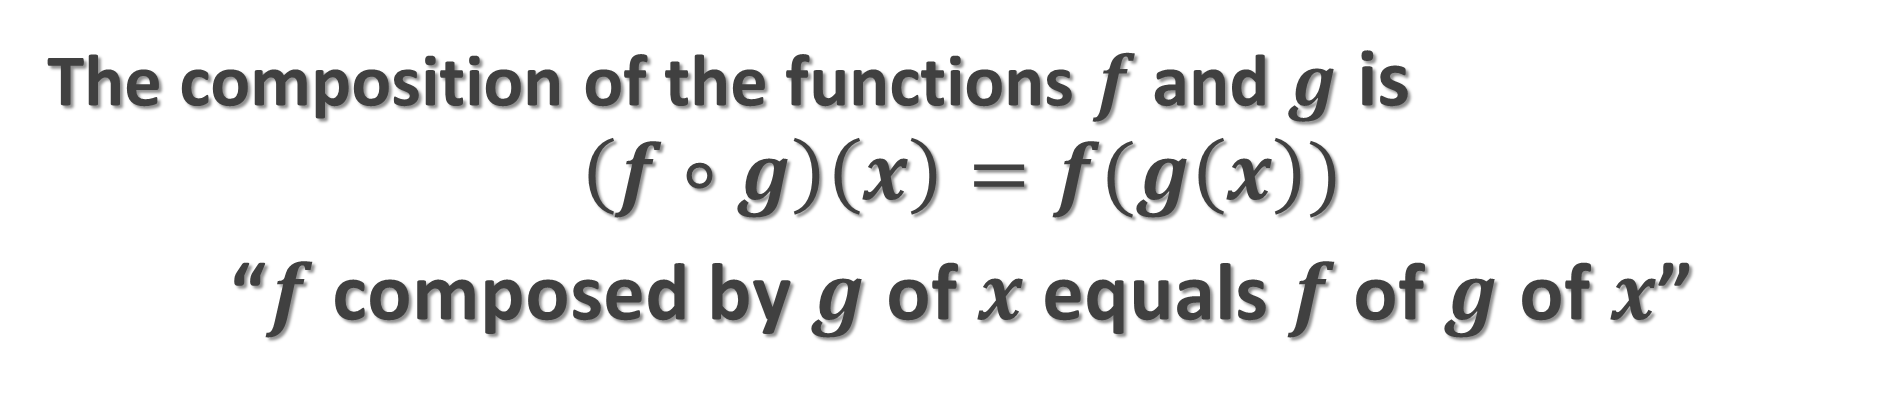 The composition of the functions f and g is
(f ∘ g)(x) = f(g(x))
“f composed by g of x equals f of g of x”